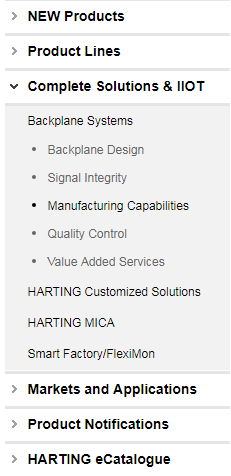 NEW Products
Product Lines
Complete Solutions & IIOT
Backplane Systems
Backplane Design
Signal Integrity
Manufacturing Capabilities
Quality Control
Value Added Services
HARTING Customized Solutions
HARTING MICA
Smart Factory/FlexiMon
Markets and Applications
Product Notifications
HARTING eCatalogue